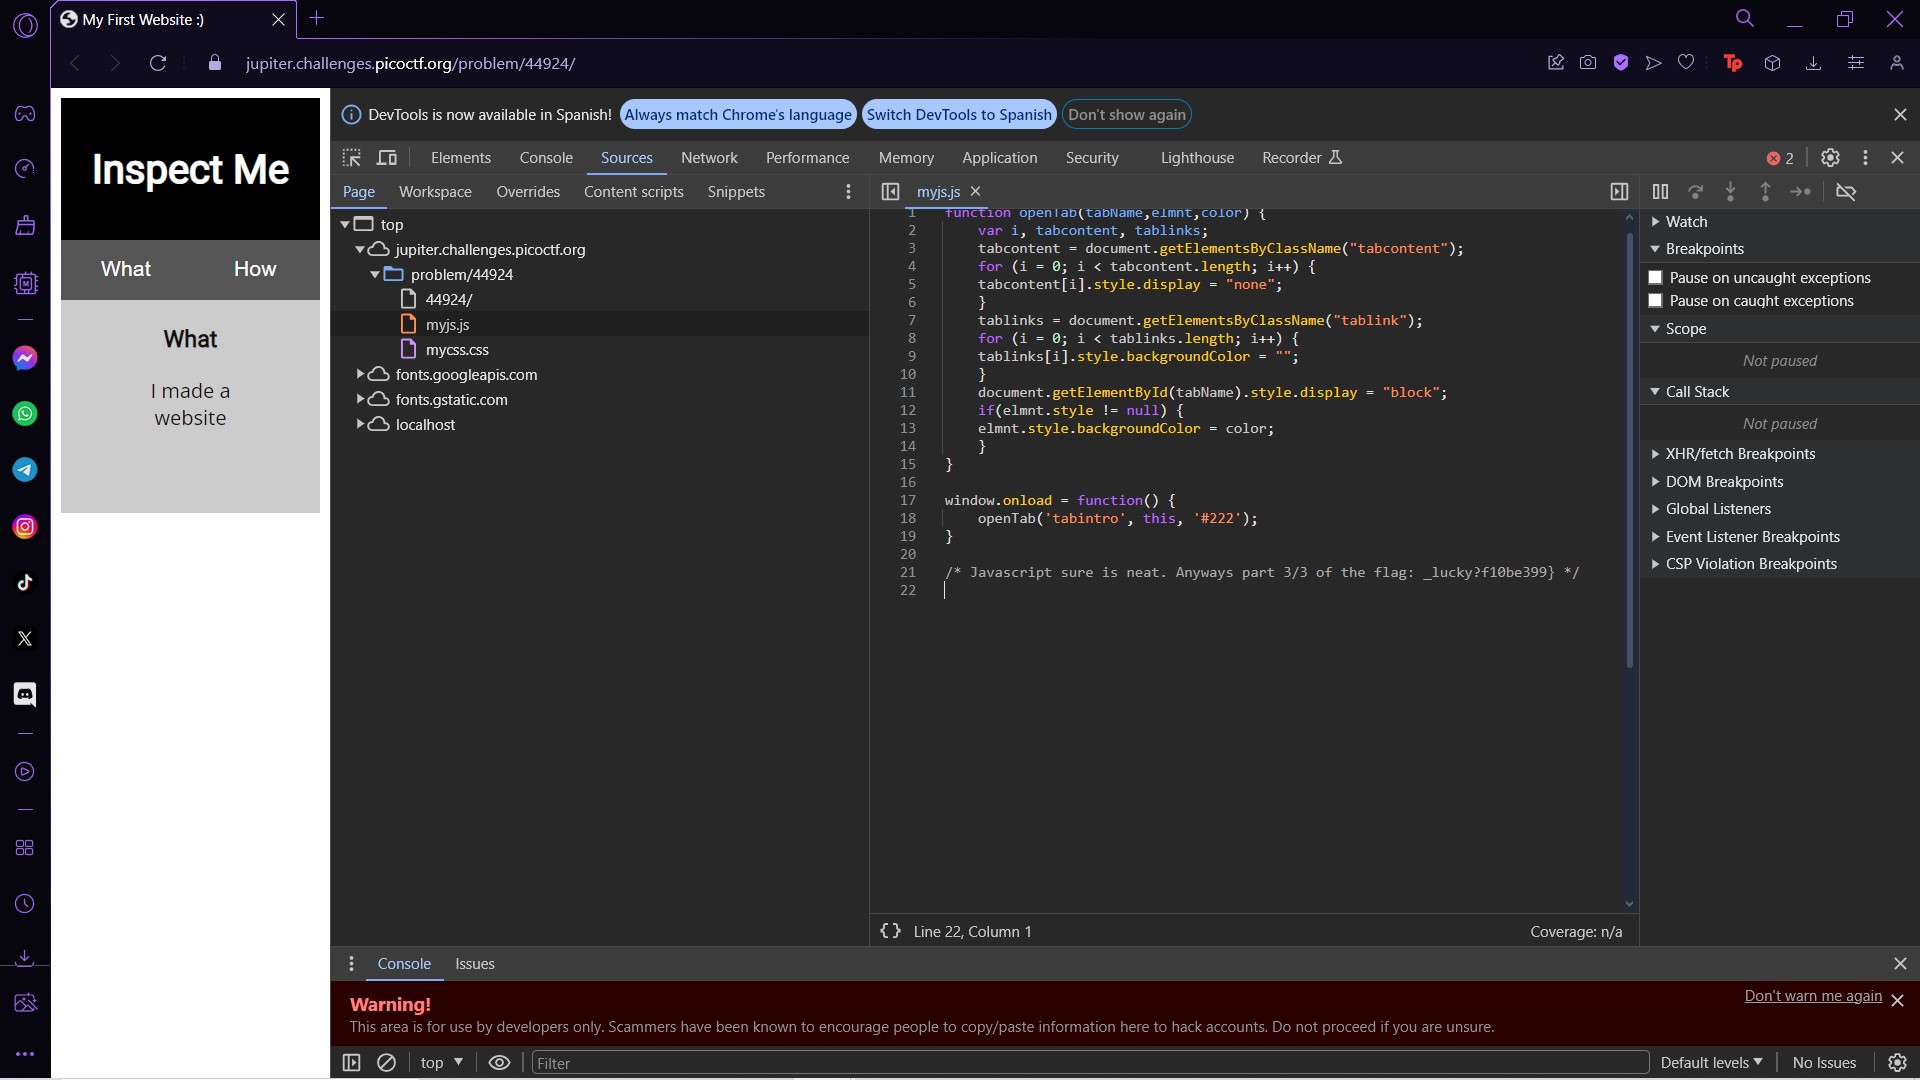 My First Website :)
jupiter.challenges.picoctf.org/problem/44924/
Tp
Inspect Me
What
How
What
I made a
website
DevTools is now available in Spanish!
Always match Chrome's language
Switch DevTools to Spanish
Don't show again
Elements
Console
Sources
Network
Performance
Memory
Application
Security
Lighthouse
Recorder
2
Page
Workspace
Overrides
Content scripts
Snippets
top
jupiter.challenges.picoctf.org
problem/44924
44924/
myjs.js
mycss.css
fonts.googleapis.com
fonts.gstatic.com
localhost
myjs.js
1 function openTab(tabName,elmnt,color) {
2 var i, tabcontent, tablinks;
3 tabcontent = document.getElementsByClassName("tabcontent");
4 for (i = 0; i < tabcontent.length; i++) {
5 tabcontent[i].style.display = "none";
6 }
7 tablinks = document.getElementsByClassName("tablink");
8 for (i = 0; i < tablinks.length; i++) {
9 tablinks[i].style.backgroundColor = "";
10 }
11 document.getElementById(tabName).style.display = "block";
12 if(elmnt.style != null) {
13 elmnt.style.backgroundColor = color;
14 }
15 }
16
17 window.onload = function() {
18 openTab('tabintro', this, '#222');
19 }
20
21 /* Javascript sure is neat. Anyways part 3/3 of the flag: _lucky?f10be399} */
22
{} Line 22, Column 1
Coverage: n/a
Watch
Breakpoints
Pause on uncaught exceptions
Pause on caught exceptions
Scope
Not paused
Call Stack
Not paused
XHR/fetch Breakpoints
DOM Breakpoints
Global Listeners
Event Listener Breakpoints
CSP Violation Breakpoints
Console
Issues
Warning!
Don't warn me again
This area is for use by developers only. Scammers have been known to encourage people to copy/paste information here to hack accounts. Do not proceed if you are unsure.
top
Filter
Default levels
No Issues